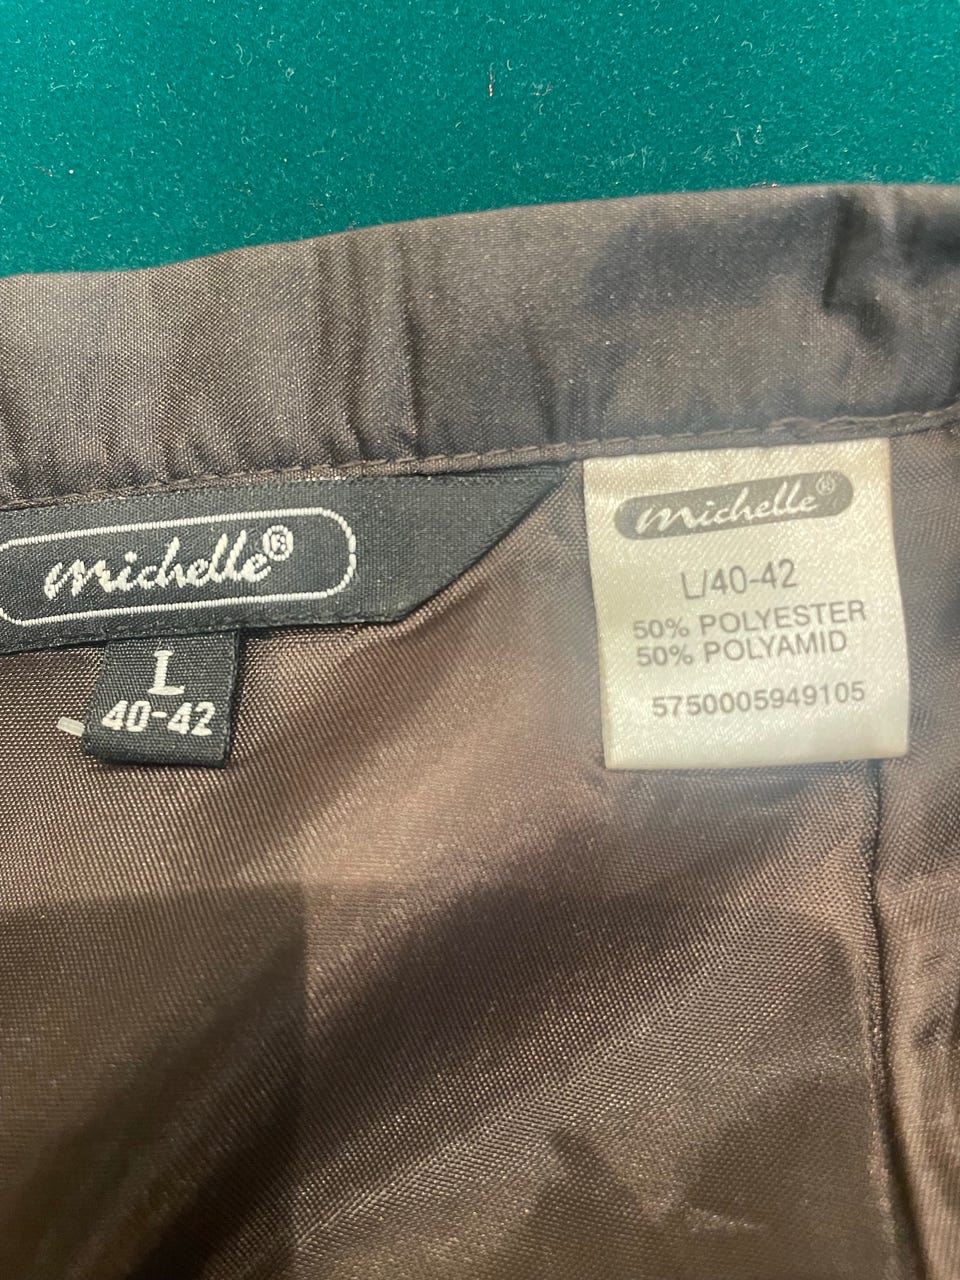 michelle®
L
40-42
michelle®
L/40-42
50% POLYESTER
50% POLYAMID
5750005949105